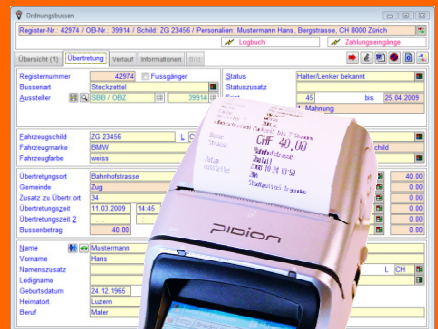 Ordnungsbussen
Register-Nr.: 42974 / OB-Nr.: 39914 / Schild: ZG 23456 / Personalien: Mustermann Hans, Bergstrasse, CH 8000 Zürich
Logbuch Zahlungseingänge
Übersicht (1) Übertretung Verlauf Informationen Bild
Registernummer 42974 Fussgänger
Bussenart Steckzettel
Aussteller SBB / OBZ 39914
Status Halter/Lenker bekannt
Statuszusatz
45 bis 25.04.2009
1. Mahnung
Fahrzeugschild ZG 23456 L
Fahrzeugmarke BMW
Fahrzeugfarbe weiss
child
CHF 40.00
Bahnhofstrasse
Übertretungsort Bahnhofstrasse 40.00
Gemeinde Zug 0.00
Zusatz zu Übertr.ort 34 0.00
Übertretungszeit 11.03.2009 14:45 0.00
Übertretungszeit 2 0.00
Bussenbetrag 40.00 40.00
PIDION
Name Mustermann
Vorname Hans
Namenszusatz L CH
Ledigname
Geburtsdatum 24.12.1965
Heimatort Luzern
Beruf Maler